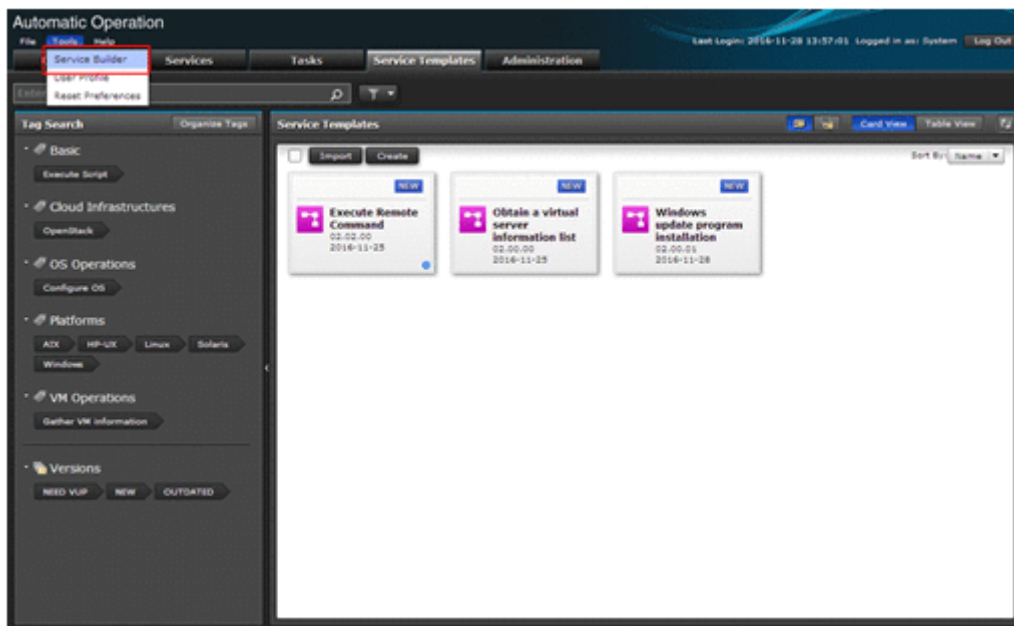 Automatic Operation
File Tools Help
Last Login: 2016-11-28 13:57:01 Logged in as: System Log Out
Service Builder
User Profile
Reset Preferences
Services Tasks Service Templates Administration
Tag Search Organize Tags
Basic
Execute Script
Cloud Infrastructures
OpenStack
OS Operations
Configure OS
Platforms
AIX HP-UX Linux Solaris
Windows
VM Operations
Gather VM information
Versions
NEED VUP NEW OUTDATED
Service Templates Card View Table View
Import Create Sort By: Name
NEW
Execute Remote
Command
02.02.00
2016-11-25
NEW
Obtain a virtual
server
information list
02.00.00
2016-11-25
NEW
Windows
update program
installation
02.00.01
2016-11-28